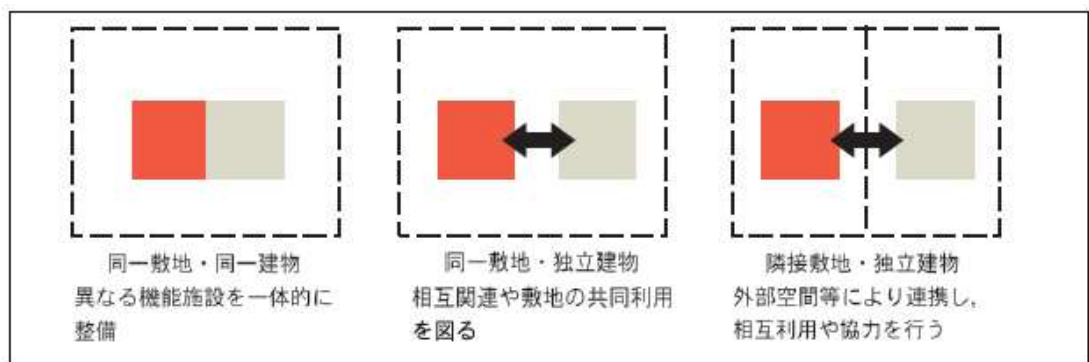 同一敷地・同一建物
異なる機能施設を一体的に
整備
同一敷地・独立建物
相互関連や敷地の共同利用
を図る
隣接敷地・独立建物
外部空間等により連携し，
相互利用や協力を行う